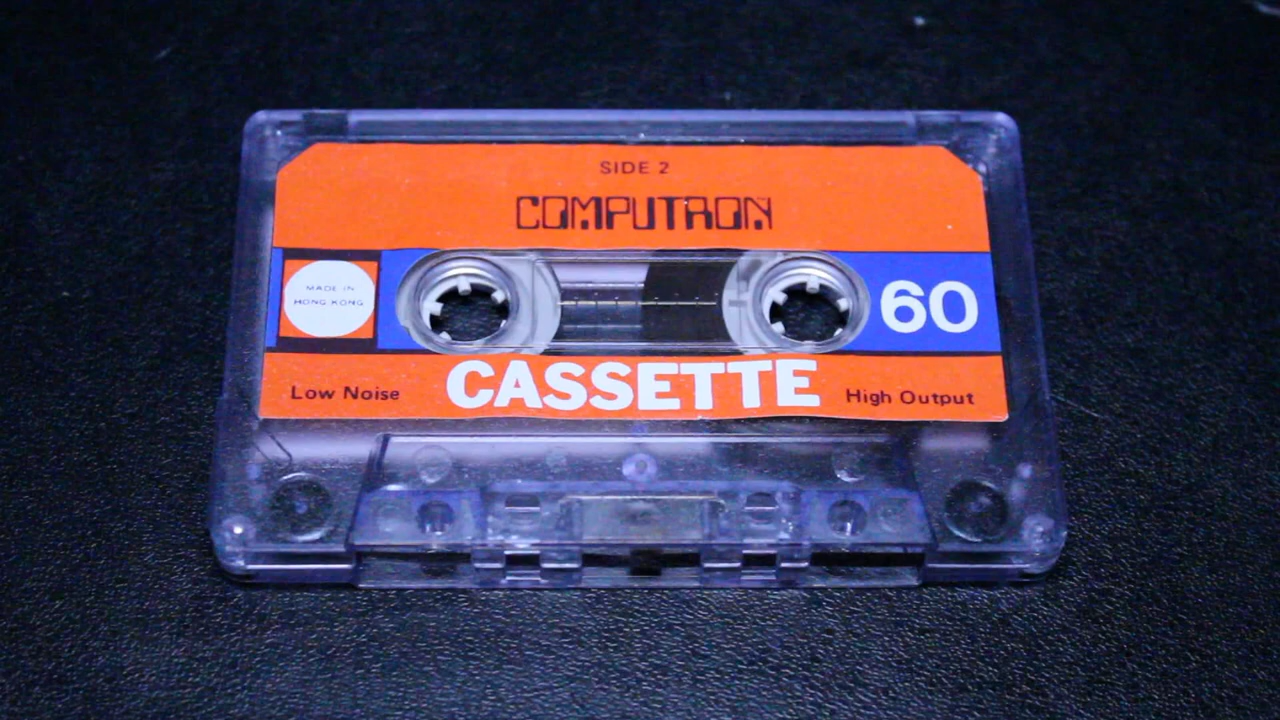 SIDE 2
COMPUTRON
MADE IN
HONG KONG
60
CASSETTE
Low Noise
High Output